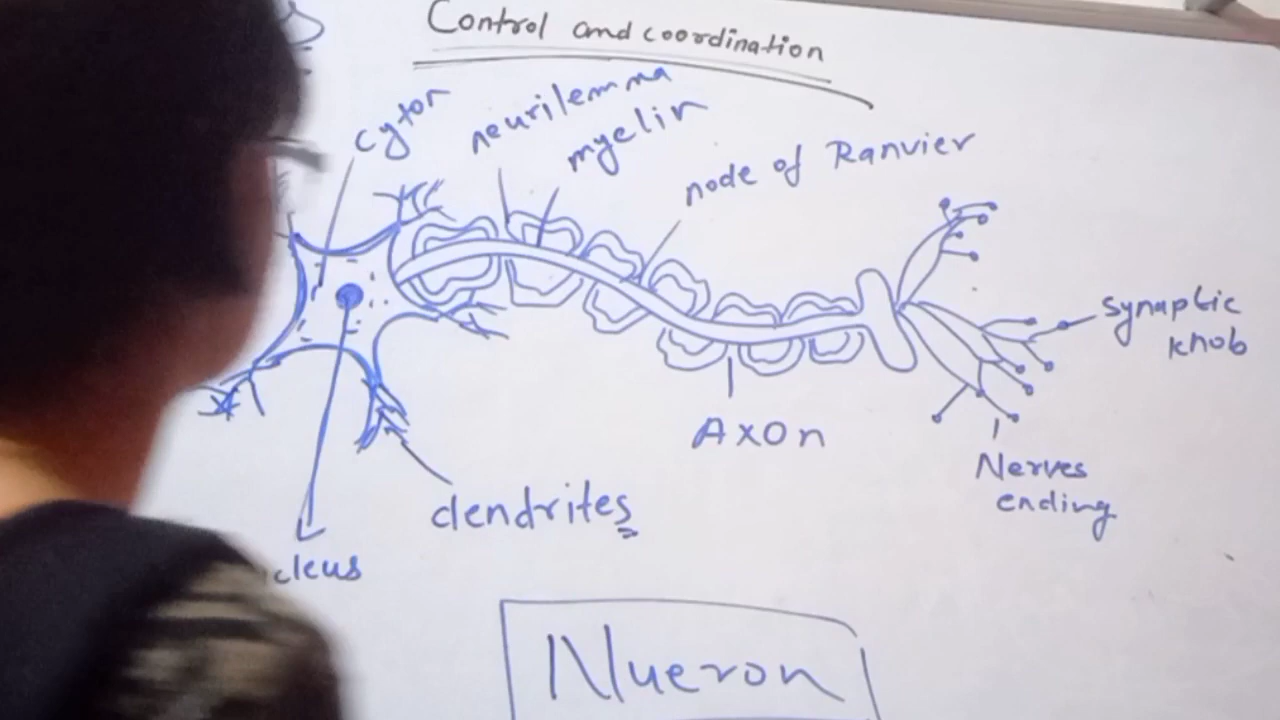 Control and coordination
cyton
neurilemma
myelin
node of Ranvier
synaptic
knob
Axon
Nerves
ending
dendrites
cleus
Nueron